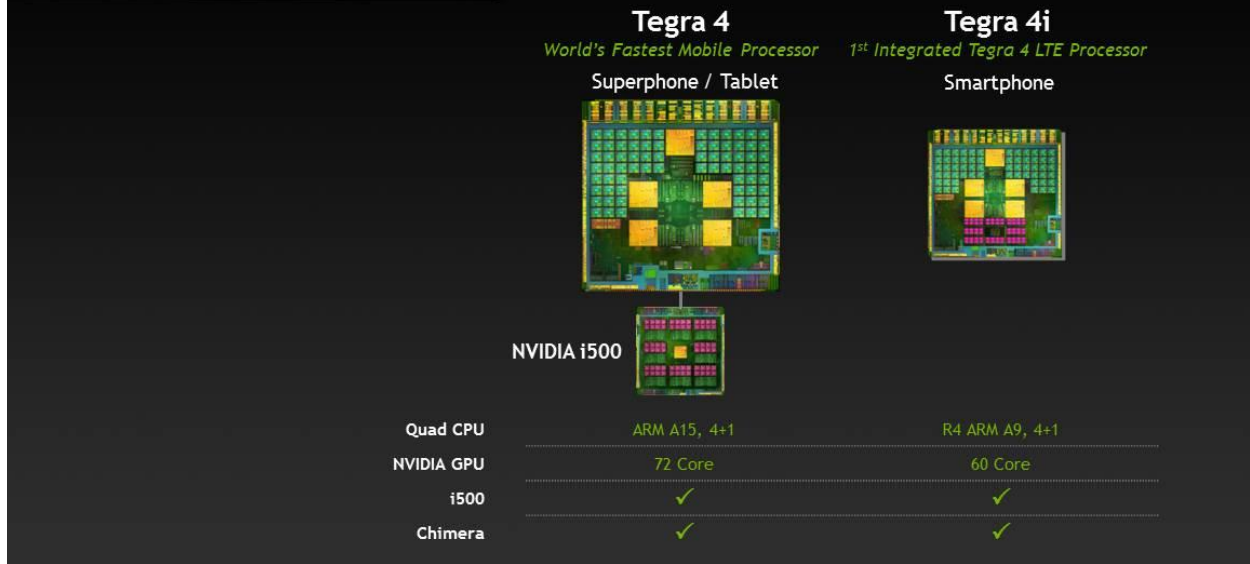 Tegra 4
World's Fastest Mobile Processor
Superphone / Tablet
Tegra 4i
1st Integrated Tegra 4 LTE Processor
Smartphone
NVIDIA i500
Quad CPU ARM A15, 4+1 R4 ARM A9, 4+1
NVIDIA GPU 72 Core 60 Core
i500 ✓ ✓
Chimera ✓ ✓